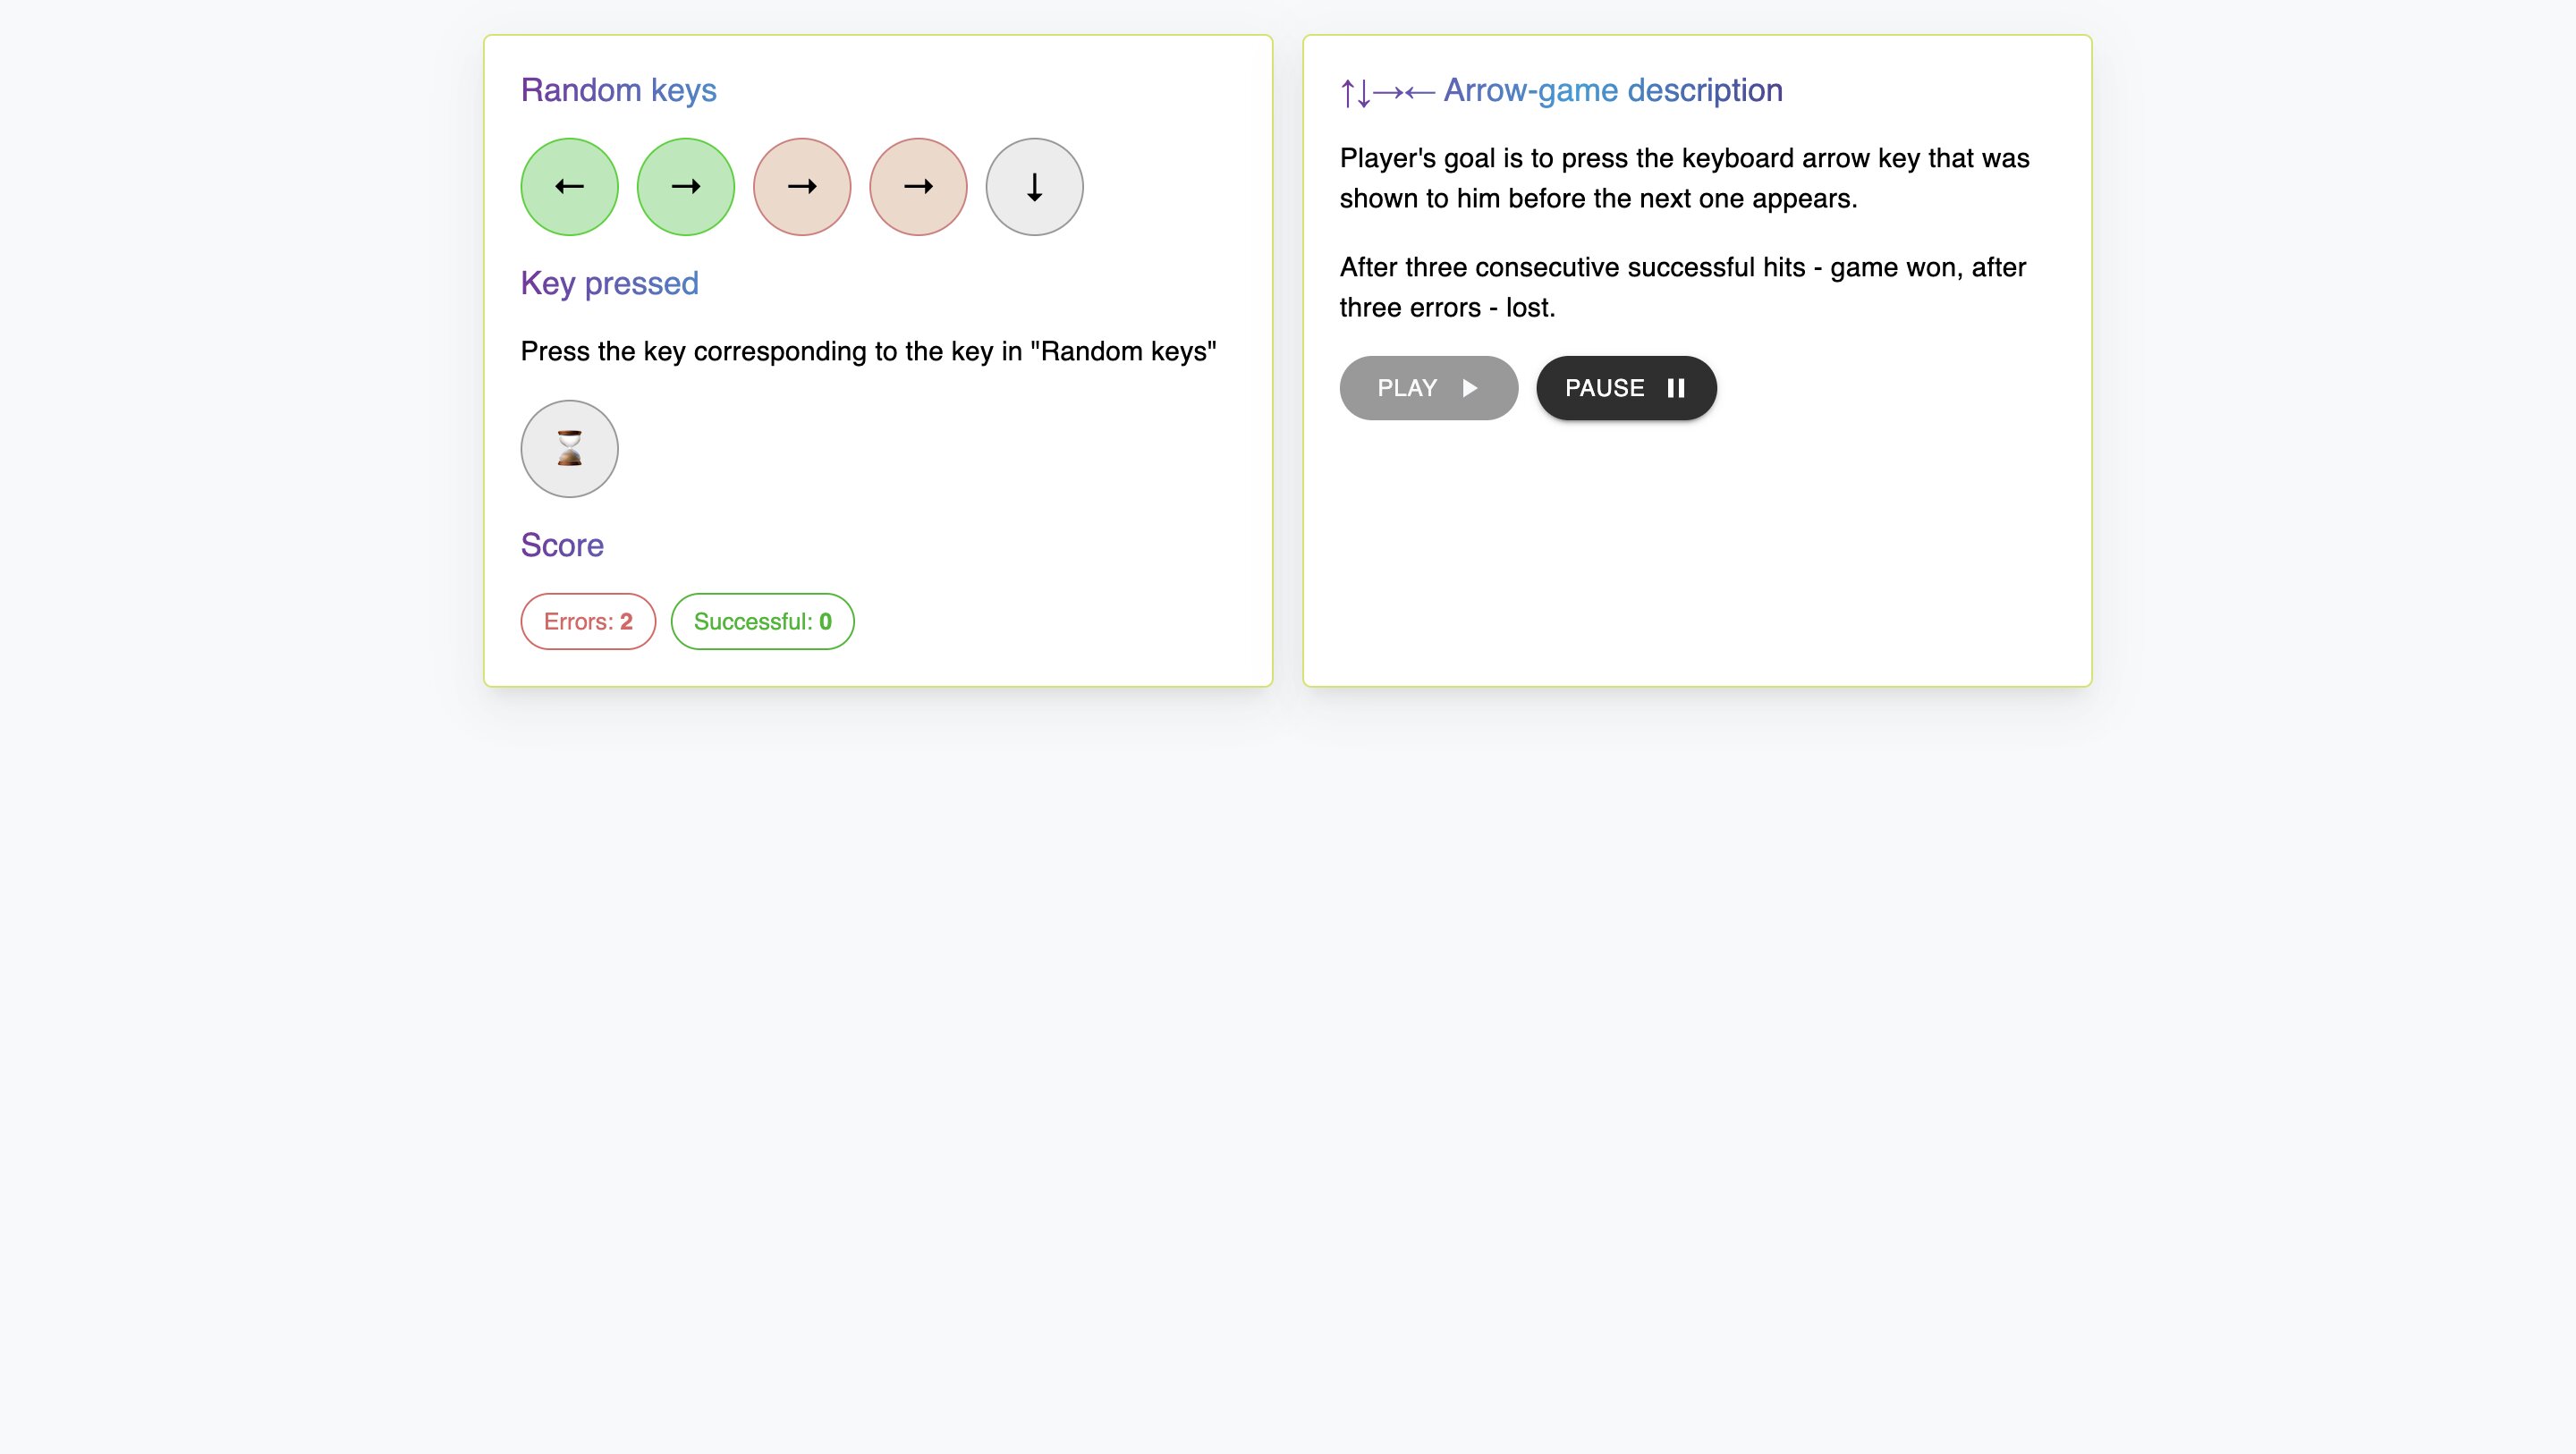 Random keys
← → → → ↓
Key pressed
Press the key corresponding to the key in "Random keys"
⌛
Score
Errors: 2 Successful: 0
↑↓→← Arrow-game description
Player's goal is to press the keyboard arrow key that was
shown to him before the next one appears.
After three consecutive successful hits - game won, after
three errors - lost.
PLAY PAUSE